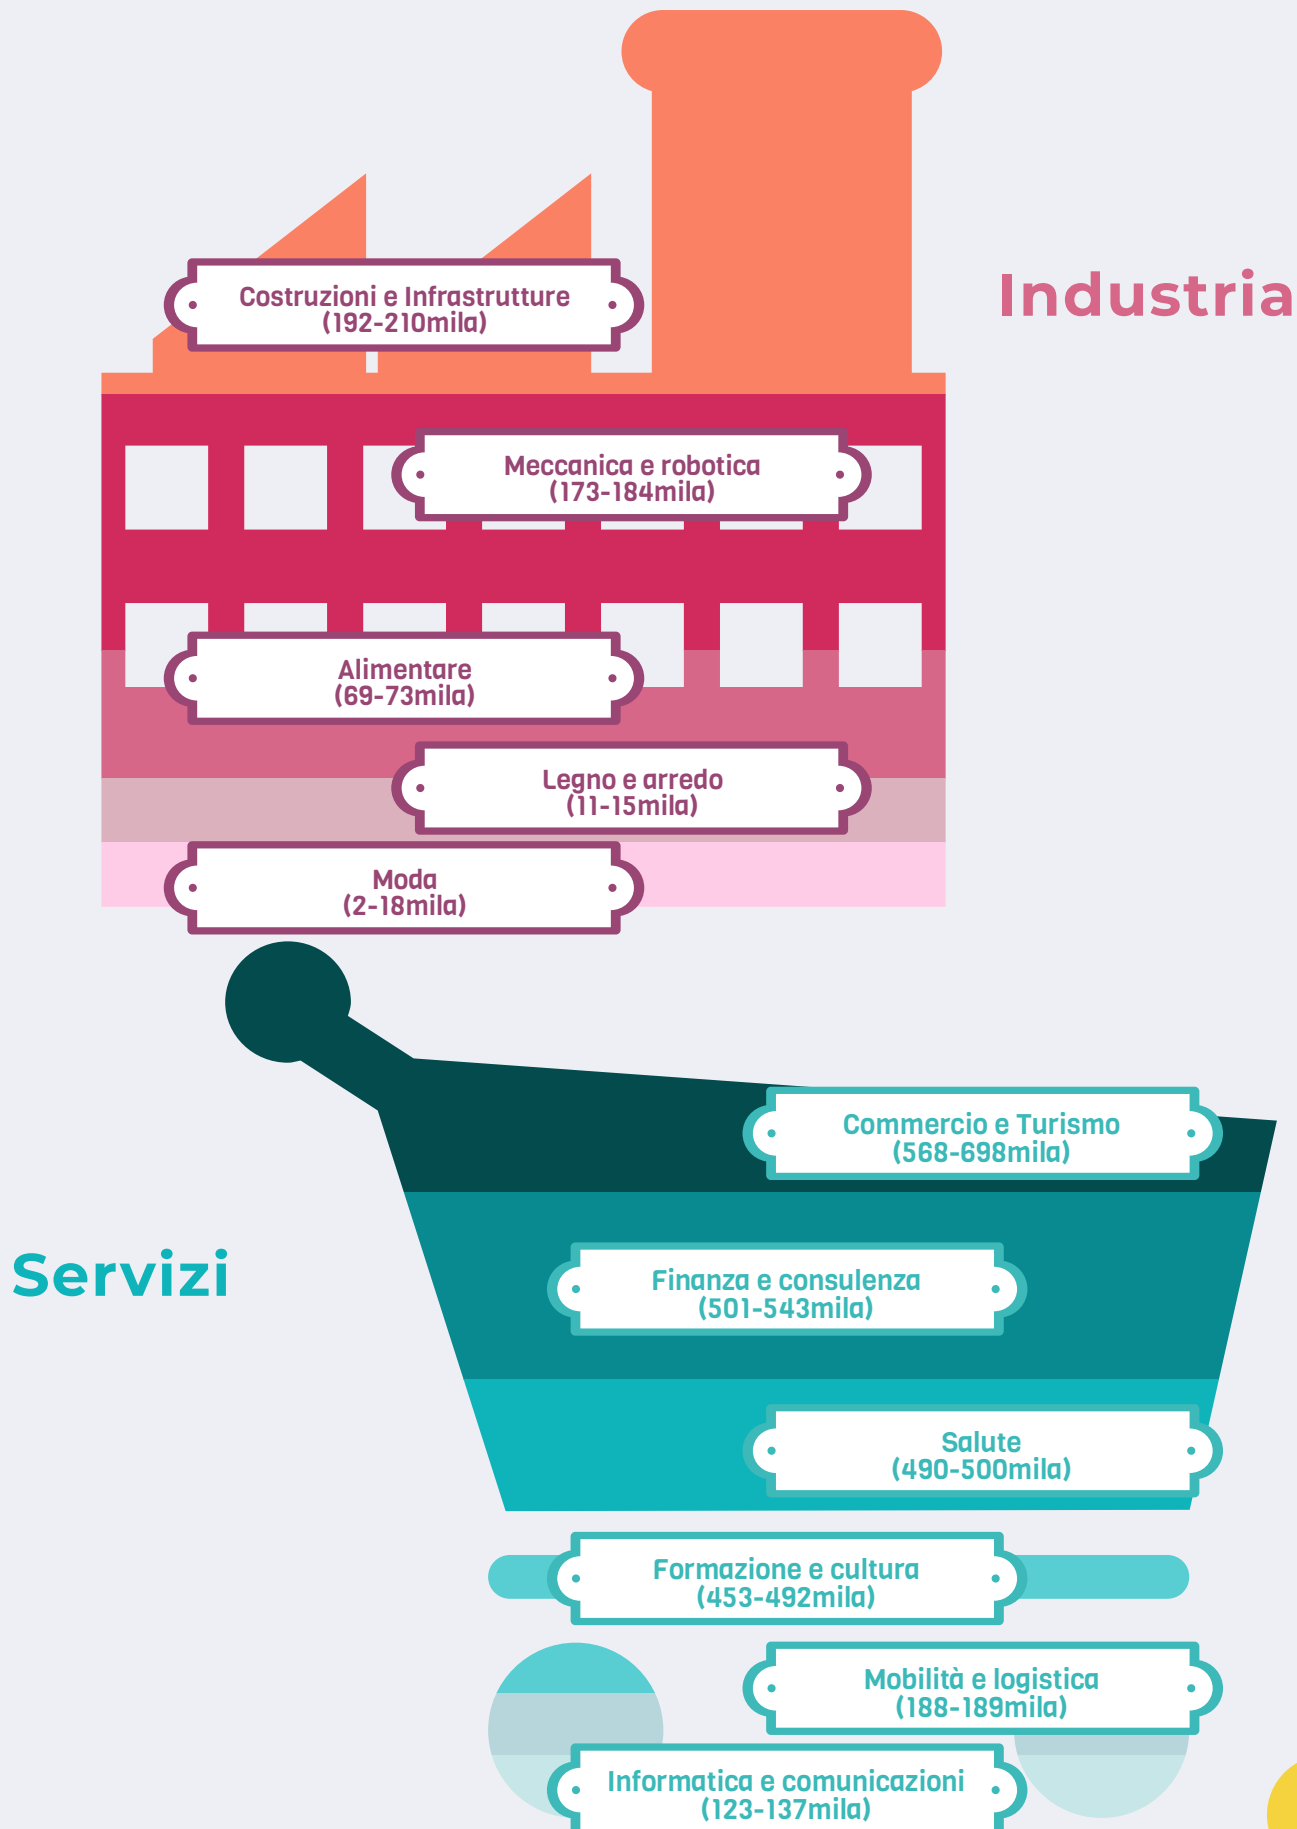 Costruzioni e Infrastrutture
(192-210mila)
Industria
Meccanica e robotica
(173-184mila)
Alimentare
(69-73mila)
Legno e arredo
(11-15mila)
Moda
(2-18mila)
Commercio e Turismo
(568-698mila)
Servizi
Finanza e consulenza
(501-543mila)
Salute
(490-500mila)
Formazione e cultura
(453-492mila)
Mobilità e logistica
(188-189mila)
Informatica e comunicazioni
(123-137mila)